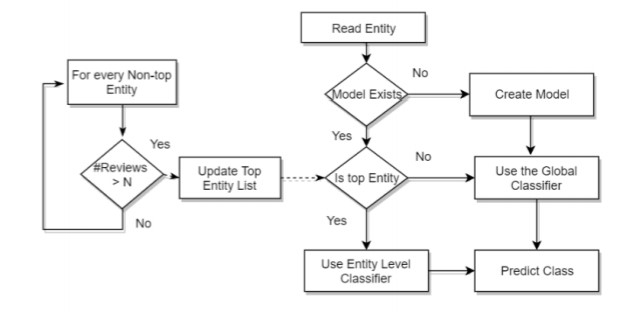 Read Entity
For every Non-top
Entity
No
Model Exists
Create Model
Yes
Yes
#Reviews
> N
Update Top
Entity List
No
Is top Entity
Use the Global
Classifier
No
Yes
Use Entity Level
Classifier
Predict Class